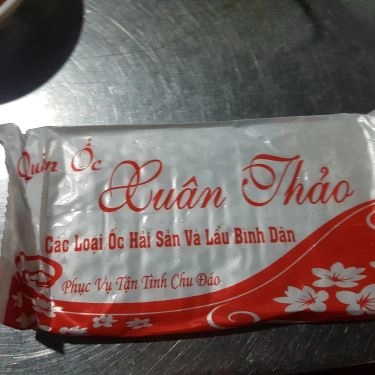 Quán Ốc
Xuân Thảo
Các Loại Ốc Hải Sản Và Lẩu Bình Dân
Phục Vụ Tận Tình Chu Đáo